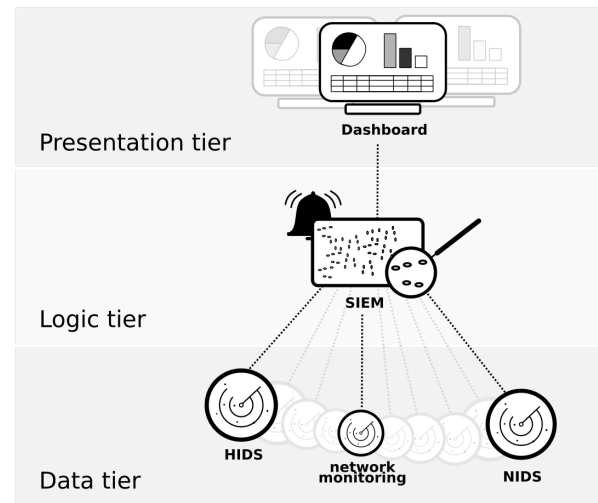 Dashboard
Presentation tier
SIEM
Logic tier
HIDS
network
monitoring
NIDS
Data tier